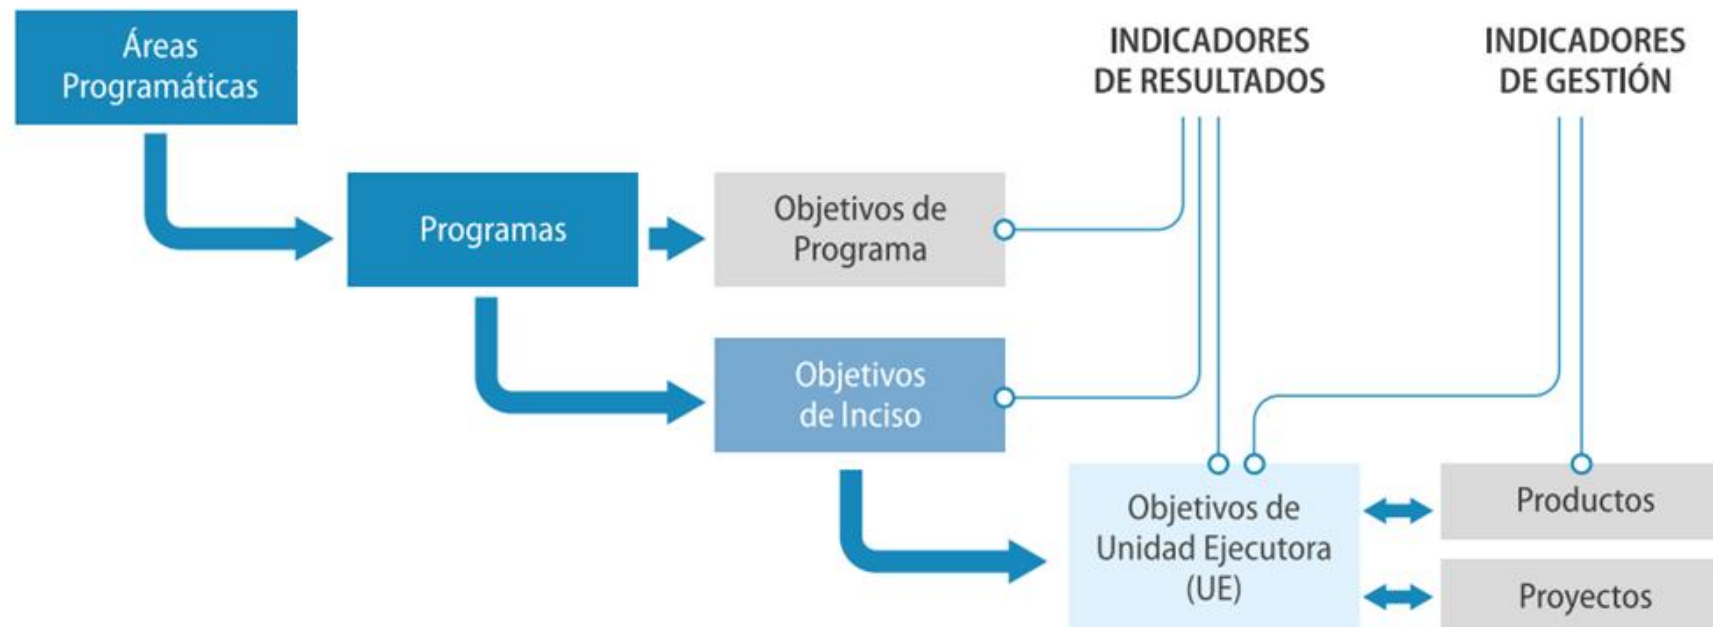 Áreas
Programáticas
INDICADORES
DE RESULTADOS
INDICADORES
DE GESTIÓN
Programas
Objetivos de
Programa
Objetivos
de Inciso
Objetivos de
Unidad Ejecutora
(UE)
Productos
Proyectos